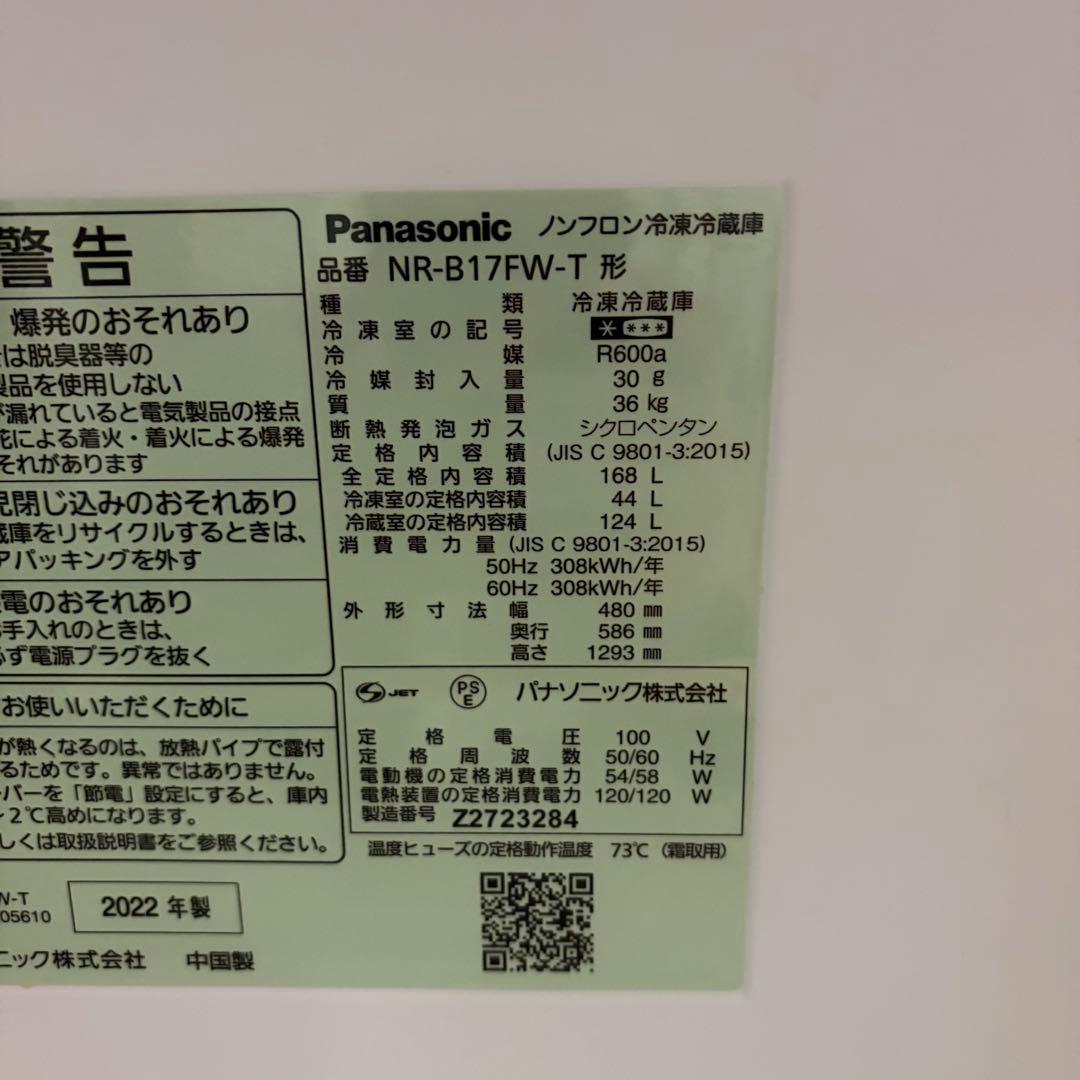 警告
爆発のおそれあり
は脱臭器等の
製品を使用しない
が漏れていると電気製品の接点
花による着火・着火による爆発
それがあります
児閉じ込みのおそれあり
蔵庫をリサイクルするときは、
アパッキングを外す
電のおそれあり
お手入れのときは、
必ず電源プラグを抜く
お使いいただくために
が熱くなるのは、放熱パイプで露付
るためです。異常ではありません。
バーを「節電」設定にすると、庫内
2℃高めになります。
しくは取扱説明書をご参照ください。
W-T
05610
2022 年製
ニック株式会社 中国製
Panasonic ノンフロン冷凍冷蔵庫
品番 NR-B17FW-T 形
種類 冷凍冷蔵庫
冷凍室の記号 * ***
冷媒 R600a
冷媒封入量 30 g
質量 36 kg
断熱発泡ガス シクロペンタン
定格内容積 (JIS C 9801-3:2015)
全定格内容積 168 L
冷凍室の定格内容積 44 L
冷蔵室の定格内容積 124 L
消費電力量 (JIS C 9801-3:2015)
50Hz 308kWh/年
60Hz 308kWh/年
外形寸法 幅 480 mm
奥行 586 mm
高さ 1293 mm
S JET PS E パナソニック株式会社
定格電圧 100 V
定格周波数 50/60 Hz
電動機の定格消費電力 54/58 W
電熱装置の定格消費電力 120/120 W
製造番号 Z2723284
温度ヒューズの定格動作温度 73℃ (霜取用)